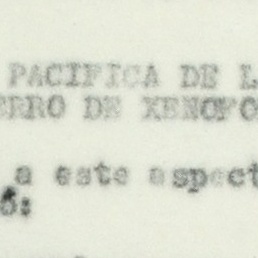 PACIFICA DE L
ERRO DE XENOFO
a este aspect
ó: